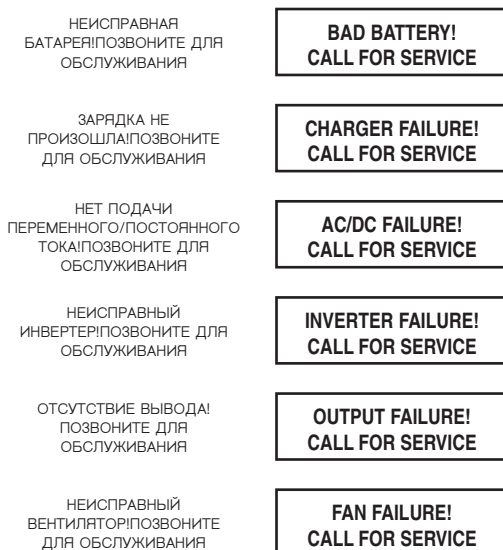 НЕИСПРАВНАЯ
БАТАРЕЯ!ПОЗВОНИТЕ ДЛЯ
ОБСЛУЖИВАНИЯ
BAD BATTERY!
CALL FOR SERVICE
ЗАРЯДКА НЕ
ПРОИЗОШЛА!ПОЗВОНИТЕ
ДЛЯ ОБСЛУЖИВАНИЯ
CHARGER FAILURE!
CALL FOR SERVICE
НЕТ ПОДАЧИ
ПЕРЕМЕННОГО/ПОСТОЯННОГО
ТОКА!ПОЗВОНИТЕ ДЛЯ
ОБСЛУЖИВАНИЯ
AC/DC FAILURE!
CALL FOR SERVICE
НЕИСПРАВНЫЙ
ИНВЕРТЕР!ПОЗВОНИТЕ ДЛЯ
ОБСЛУЖИВАНИЯ
INVERTER FAILURE!
CALL FOR SERVICE
ОТСУТСТВИЕ ВЫВОДА!
ПОЗВОНИТЕ ДЛЯ
ОБСЛУЖИВАНИЯ
OUTPUT FAILURE!
CALL FOR SERVICE
НЕИСПРАВНЫЙ
ВЕНТИЛЯТОР!ПОЗВОНИТЕ
ДЛЯ ОБСЛУЖИВАНИЯ
FAN FAILURE!
CALL FOR SERVICE